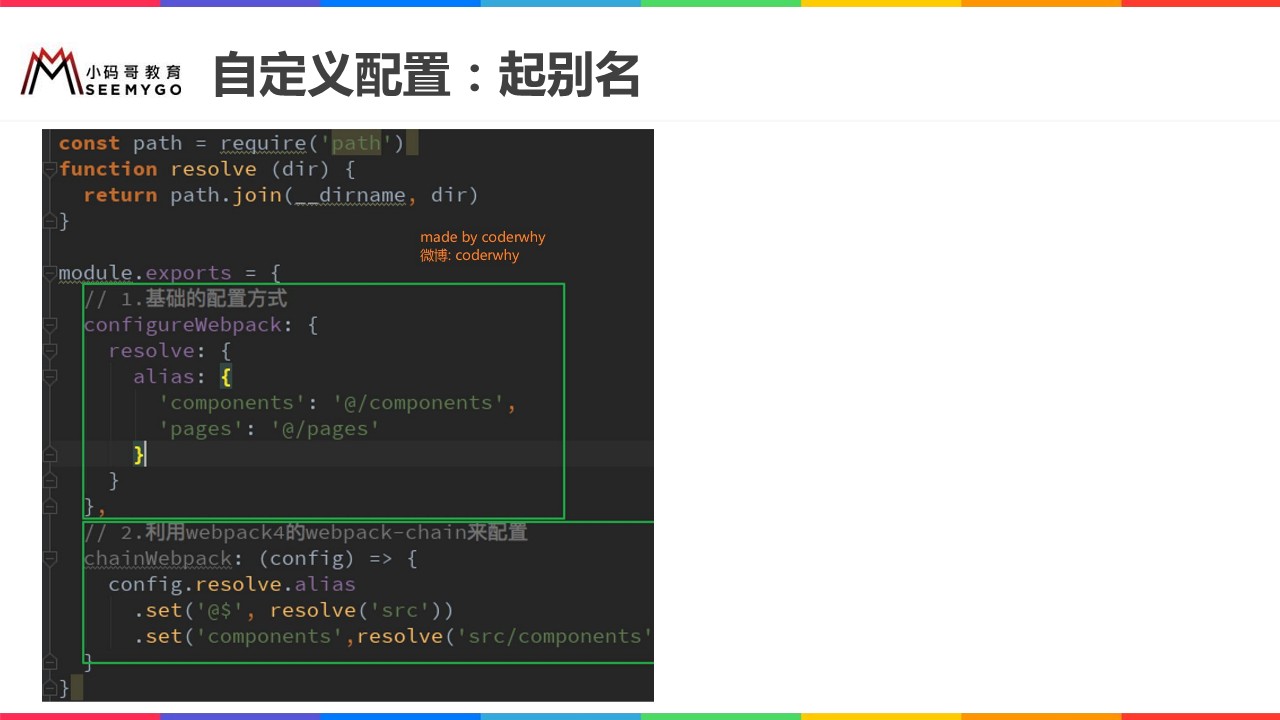 小码哥教育
SEEMYGO
自定义配置：起别名
const path = require('path')
function resolve (dir) {
  return path.join(__dirname, dir)
}
made by coderwhy
微博: coderwhy
module.exports = {
  // 1.基础的配置方式
  configureWebpack: {
    resolve: {
      alias: {
        'components': '@/components',
        'pages': '@/pages'
      }
    }
  },
  // 2.利用webpack4的webpack-chain来配置
  chainWebpack: (config) => {
    config.resolve.alias
      .set('@$', resolve('src'))
      .set('components',resolve('src/components'
  }
}